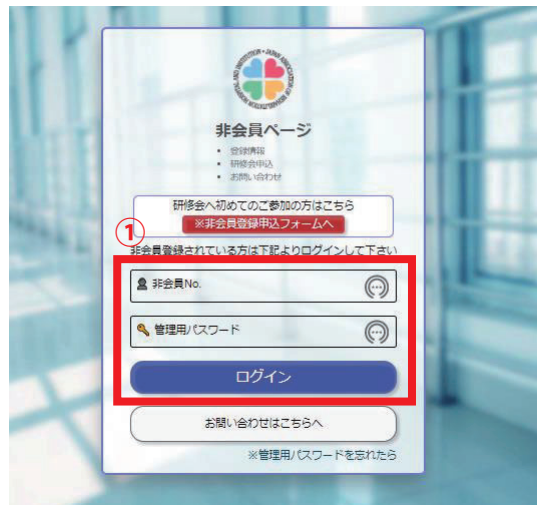 非会員ページ
• 登録情報
• 研修会申込
• お問い合わせ
研修会へ初めてのご参加の方はこちら
※非会員登録申込フォームへ
①
非会員登録されている方は下記よりログインして下さい
非会員No.
管理用パスワード
ログイン
お問い合わせはこちらへ
※管理用パスワードを忘れたら